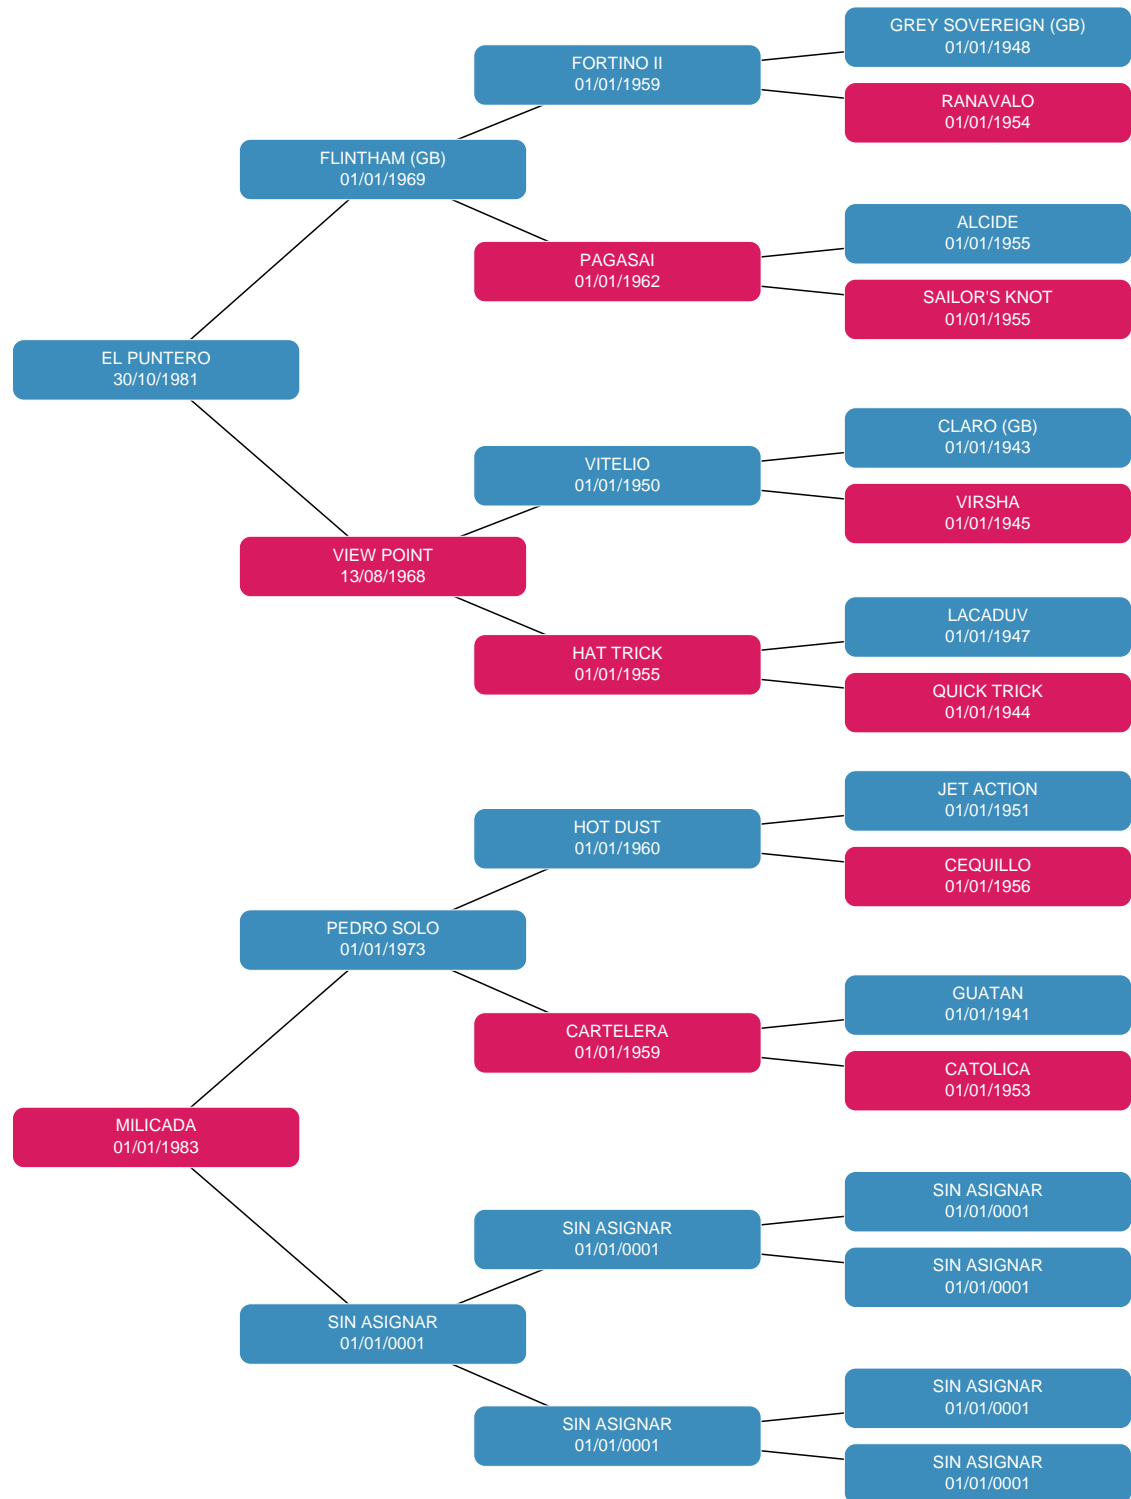 GREY SOVEREIGN (GB)
01/01/1948
FORTINO II
01/01/1959
RANAVALO
01/01/1954
FLINTHAM (GB)
01/01/1969
ALCIDE
01/01/1955
PAGASAI
01/01/1962
SAILOR'S KNOT
01/01/1955
EL PUNTERO
30/10/1981
CLARO (GB)
01/01/1943
VITELIO
01/01/1950
VIRSHA
01/01/1945
VIEW POINT
13/08/1968
LACADUV
01/01/1947
HAT TRICK
01/01/1955
QUICK TRICK
01/01/1944
JET ACTION
01/01/1951
HOT DUST
01/01/1960
CEQUILLO
01/01/1956
PEDRO SOLO
01/01/1973
GUATAN
01/01/1941
CARTELERA
01/01/1959
CATOLICA
01/01/1953
MILICADA
01/01/1983
SIN ASIGNAR
01/01/0001
SIN ASIGNAR
01/01/0001
SIN ASIGNAR
01/01/0001
SIN ASIGNAR
01/01/0001
SIN ASIGNAR
01/01/0001
SIN ASIGNAR
01/01/0001
SIN ASIGNAR
01/01/0001